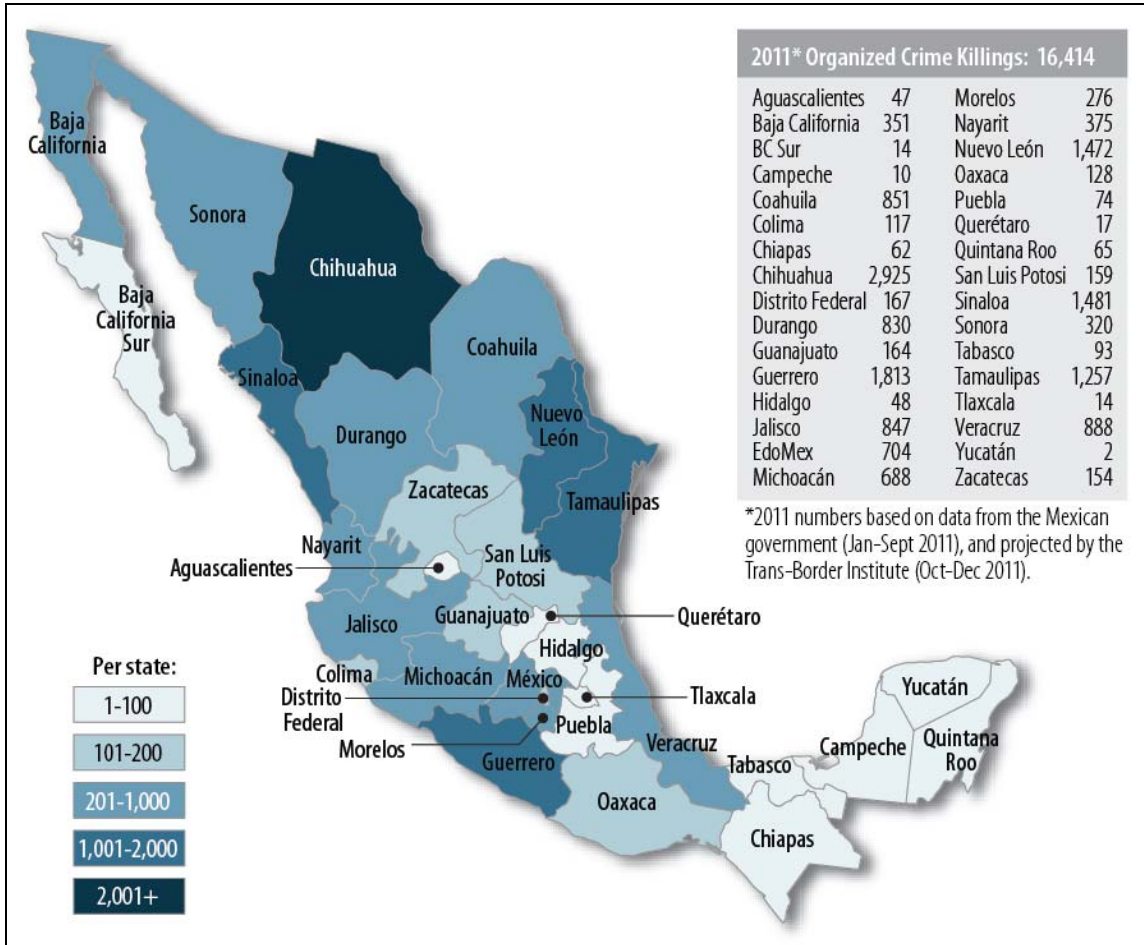 2011* Organized Crime Killings: 16,414
Aguascalientes 47 Morelos 276
Baja California 351 Nayarit 375
BC Sur 14 Nuevo León 1,472
Campeche 10 Oaxaca 128
Coahuila 851 Puebla 74
Colima 117 Querétaro 17
Chiapas 62 Quintana Roo 65
Chihuahua 2,925 San Luis Potosi 159
Distrito Federal 167 Sinaloa 1,481
Durango 830 Sonora 320
Guanajuato 164 Tabasco 93
Guerrero 1,813 Tamaulipas 1,257
Hidalgo 48 Tlaxcala 14
Jalisco 847 Veracruz 888
EdoMex 704 Yucatán 2
Michoacán 688 Zacatecas 154
*2011 numbers based on data from the Mexican
government (Jan-Sept 2011), and projected by the
Trans-Border Institute (Oct-Dec 2011).
Baja
California
Sonora
Chihuahua
Baja
California
Sur
Coahuila
Sinaloa
Nuevo
León
Durango
Zacatecas
Tamaulipas
Nayarit
Aguascalientes
San Luis
Potosi
Guanajuato
Querétaro
Jalisco
Hidalgo
Colima
Michoacán
México
Distrito
Federal
Tlaxcala
Puebla
Morelos
Veracruz
Guerrero
Oaxaca
Tabasco
Campeche
Yucatán
Quintana
Roo
Chiapas
Per state:
1-100
101-200
201-1,000
1,001-2,000
2,001+